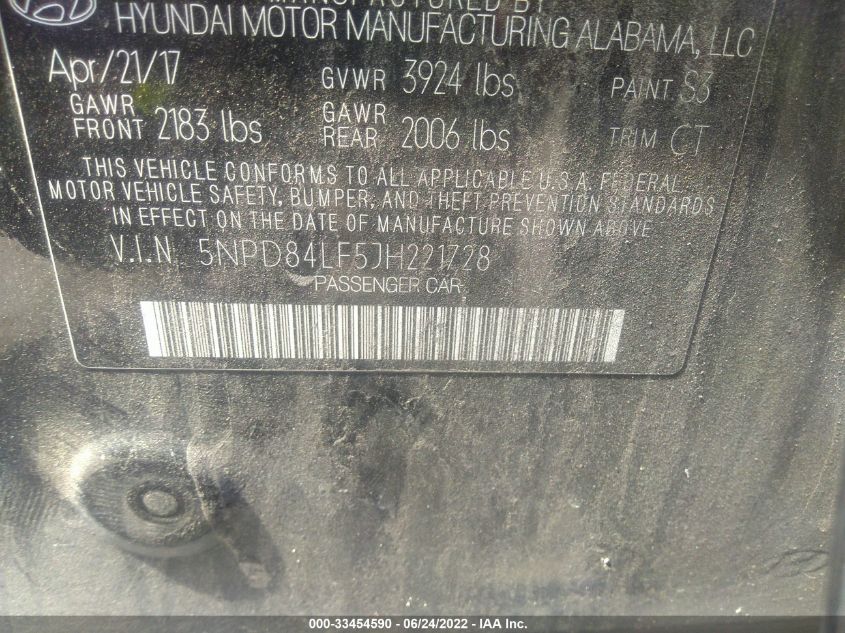 MANUFACTURED BY
HYUNDAI MOTOR MANUFACTURING ALABAMA, LLC
Apr/21/17 GVWR 3924 lbs PAINT S3
GAWR FRONT 2183 lbs GAWR REAR 2006 lbs TRIM CT
THIS VEHICLE CONFORMS TO ALL APPLICABLE U.S.A. FEDERAL
MOTOR VEHICLE SAFETY, BUMPER, AND THEFT PREVENTION STANDARDS
IN EFFECT ON THE DATE OF MANUFACTURE SHOWN ABOVE
V.I.N 5NPD84LF5JH221728
PASSENGER CAR
000-33454590 - 06/24/2022 - IAA Inc.